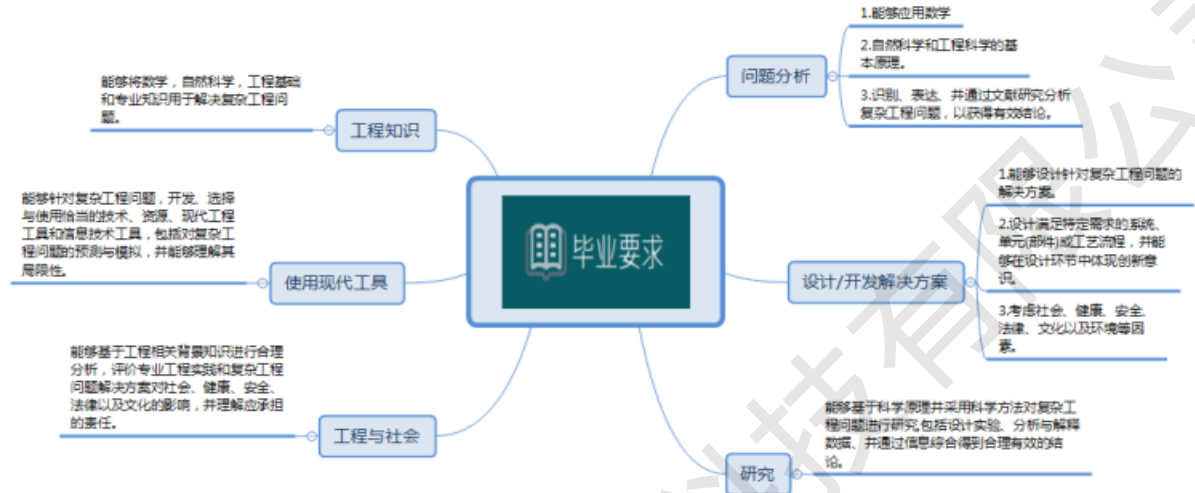 毕业要求
工程知识
能够将数学，自然科学，工程基础
和专业知识用于解决复杂工程问
题。
使用现代工具
能够针对复杂工程问题，开发、选择
与使用恰当的技术、资源、现代工程
工具和信息技术工具，包括对复杂工
程问题的预测与模拟，并能够理解其
局限性。
工程与社会
能够基于工程相关背景知识进行合理
分析，评价专业工程实践和复杂工程
问题解决方案对社会、健康、安全、
法律以及文化的影响，并理解应承担
的责任。
问题分析
1.能够应用数学
2.自然科学和工程科学的基
本原理。
3.识别、表达、并通过文献研究分析
复杂工程问题，以获得有效结论。
设计/开发解决方案
1.能够设计针对复杂工程问题的
解决方案。
2.设计满足特定需求的系统、
单元(部件)或工艺流程，并能
够在设计环节中体现创新意
识。
3.考虑社会、健康、安全、
法律、文化以及环境等因
素。
研究
能够基于科学原理并采用科学方法对复杂工
程问题进行研究,包括设计实验、分析与解释
数据、并通过信息综合得到合理有效的结
论。
科技有限公